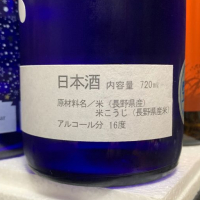 日本酒 内容量 720ml
原材料名／米（長野県産）
米こうじ（長野県産米）
アルコール分 16度